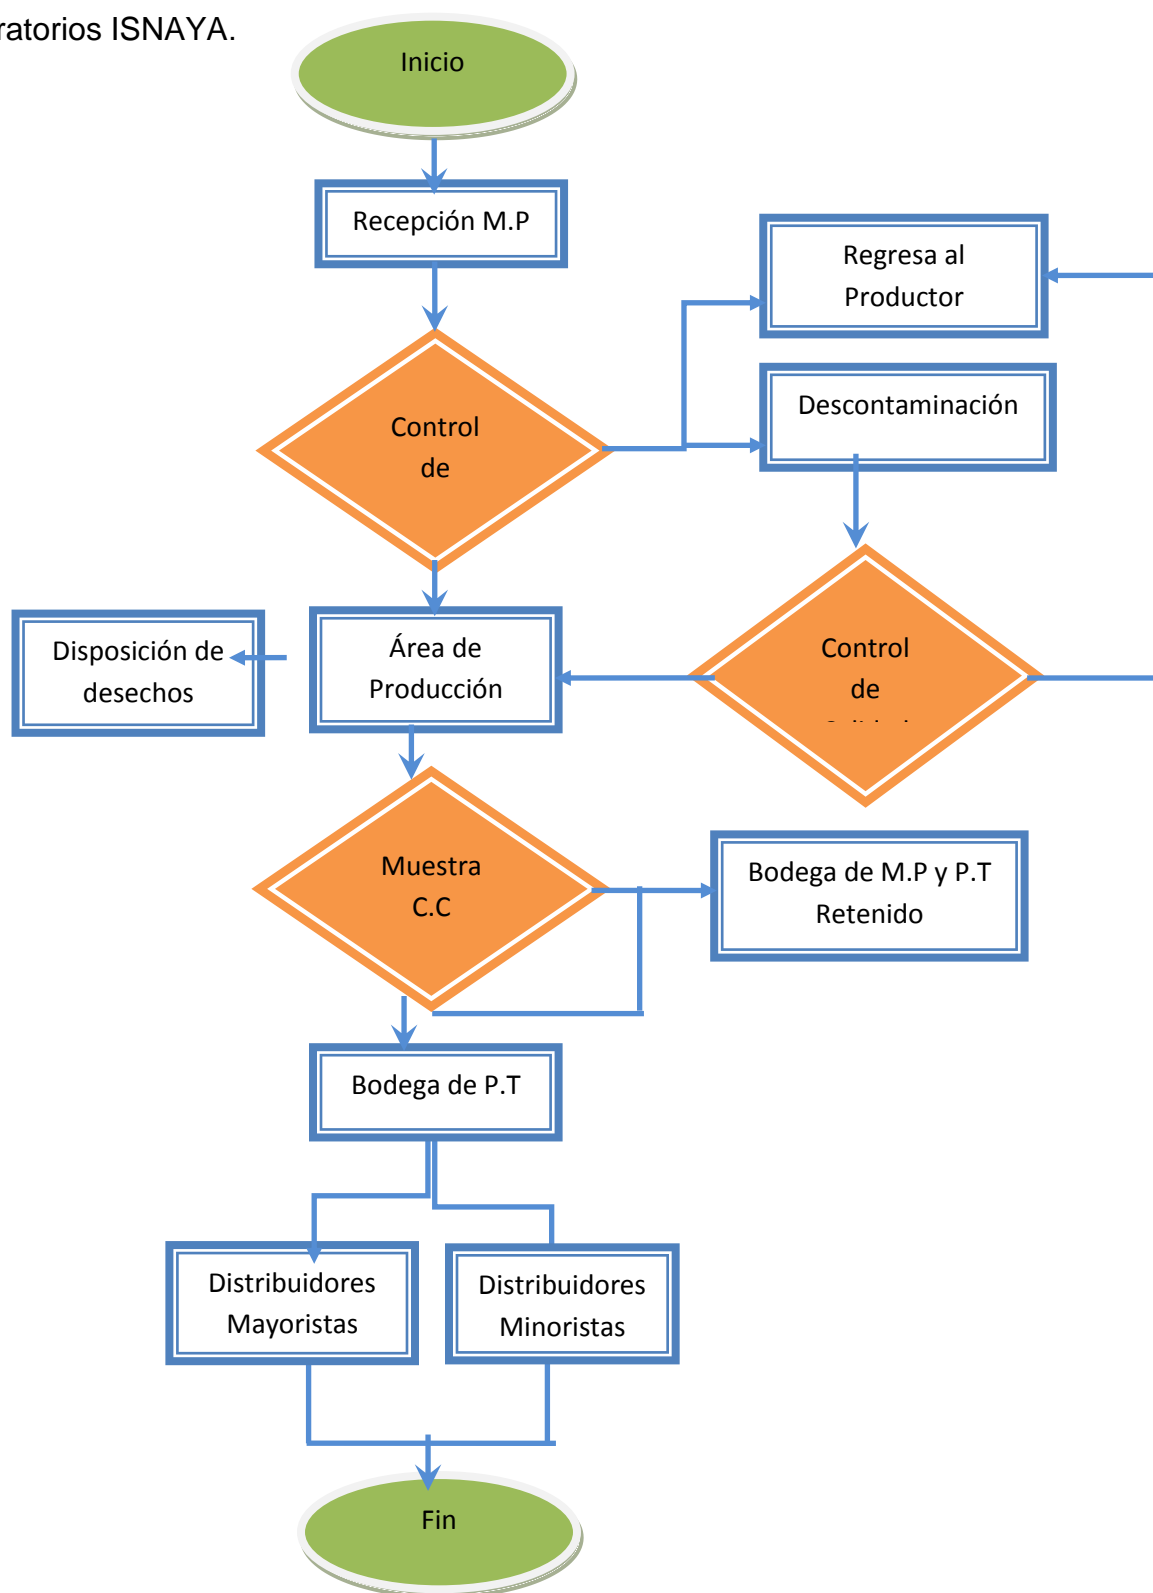 ratorios ISNAYA.
Inicio
Recepción M.P
Regresa al
Productor
Descontaminación
Control
de
Disposición de
desechos
Área de
Producción
Control
de
Muestra
C.C
Bodega de M.P y P.T
Retenido
Bodega de P.T
Distribuidores
Mayoristas
Distribuidores
Minoristas
Fin